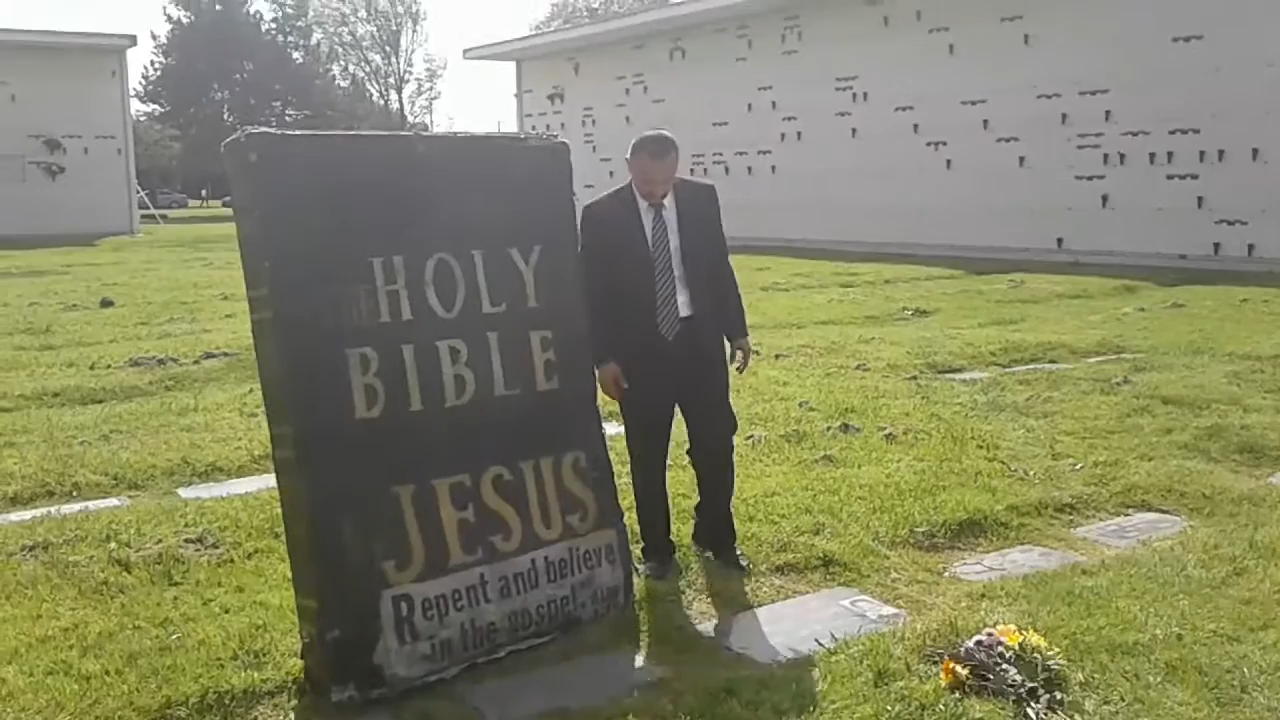 HOLY
BIBLE
JESUS
Repent and believe
in the gospel